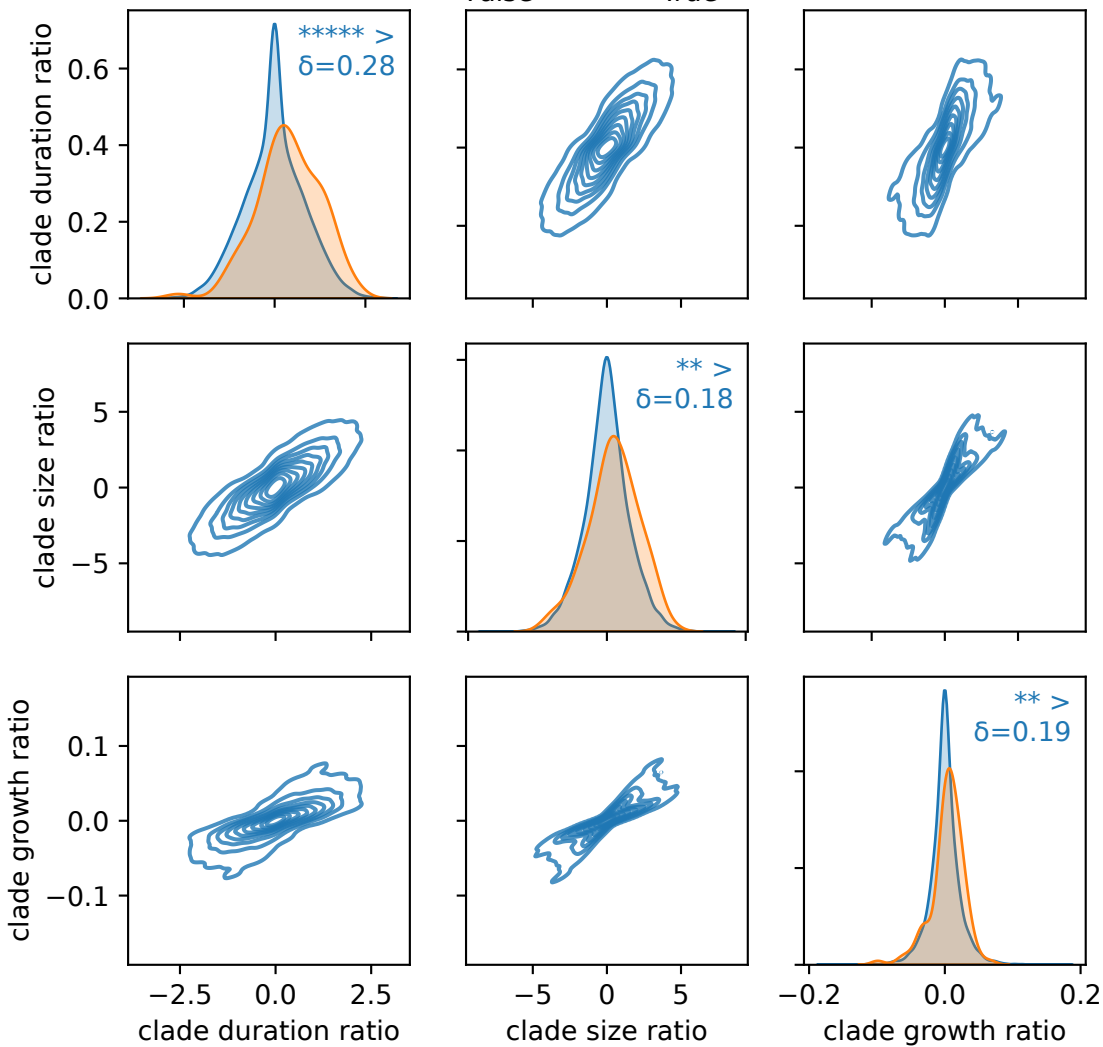 clade duration ratio
0.6
0.4
0.2
0.0
***** >
δ=0.28
clade size ratio
5
0
−5
** >
δ=0.18
clade growth ratio
0.1
0.0
−0.1
** >
δ=0.19
−2.5 0.0 2.5
−5 0 5
−0.2 0.0 0.2
clade duration ratio
clade size ratio
clade growth ratio